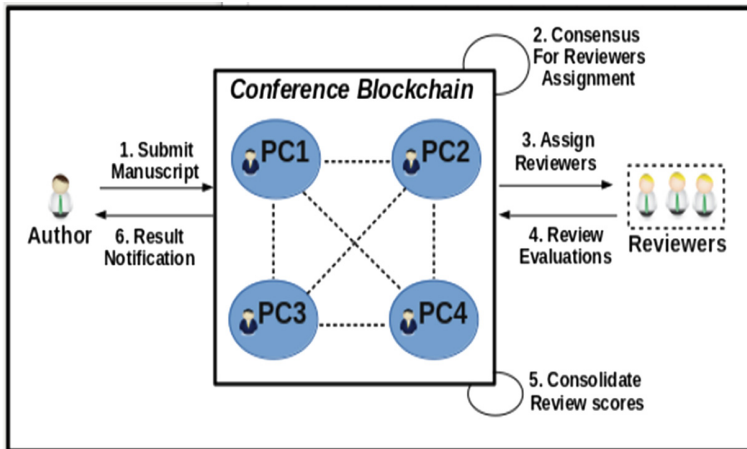 2. Consensus
For Reviewers
Assignment
Conference Blockchain
PC1
PC2
1. Submit
Manuscript
3. Assign
Reviewers
Author
6. Result
Notification
4. Review
Evaluations
Reviewers
PC3
PC4
5. Consolidate
Review scores